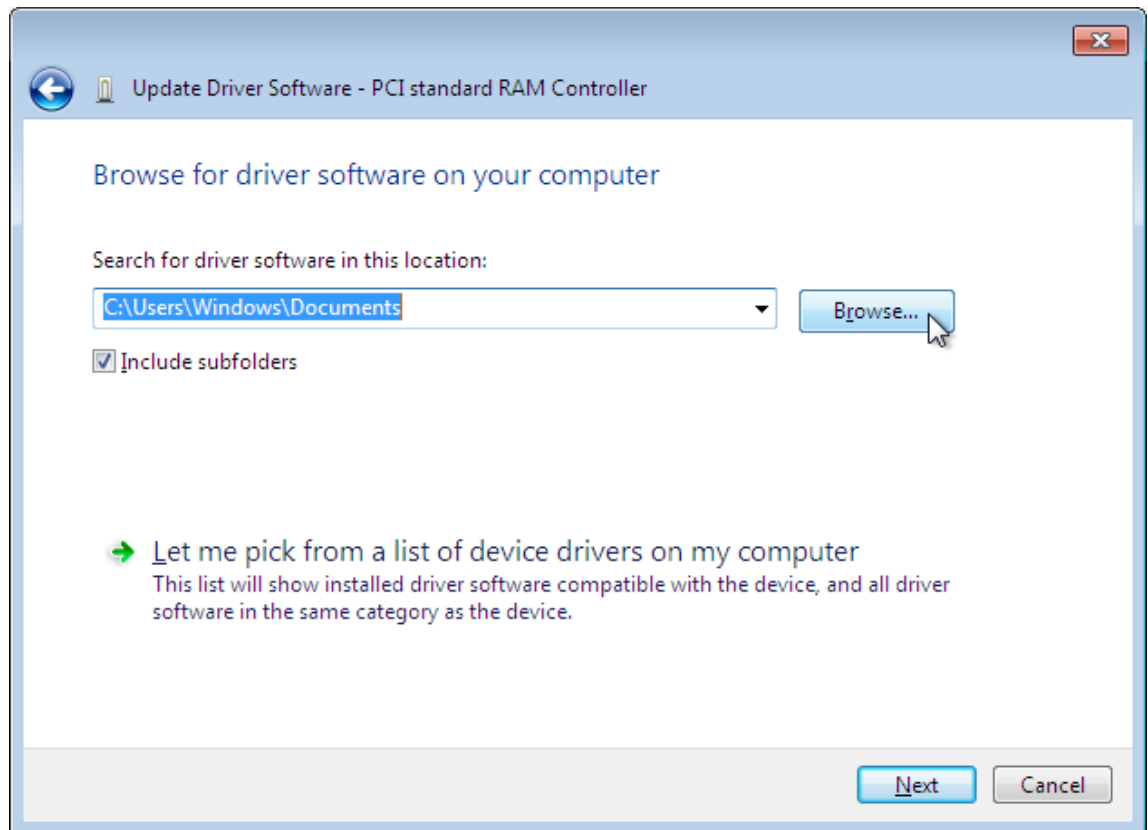 Update Driver Software - PCI standard RAM Controller
Browse for driver software on your computer
Search for driver software in this location:
C:\Users\Windows\Documents
Browse...
Include subfolders
Let me pick from a list of device drivers on my computer
This list will show installed driver software compatible with the device, and all driver
software in the same category as the device.
Next
Cancel